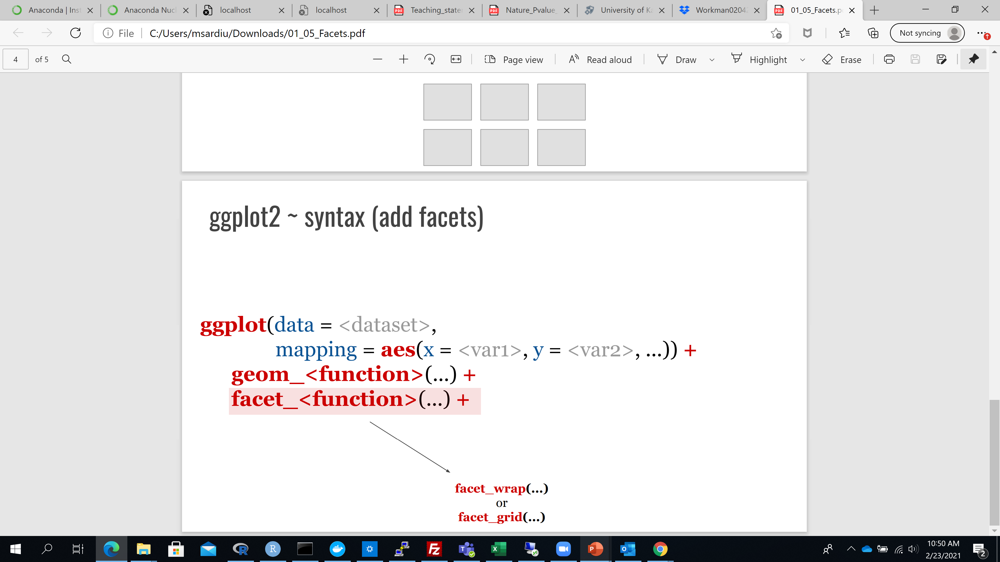 Anaconda | Inst
Anaconda Nucl
localhost
localhost
Teaching_stater
Nature_Pvalue_
University of Ka
Workman0204
01_05_Facets.p
File
C:/Users/msardiu/Downloads/01_05_Facets.pdf
Not syncing
4 of 5
Page view
Read aloud
Draw
Highlight
Erase
ggplot2 ~ syntax (add facets)
ggplot(data = <dataset>,
mapping = aes(x = <var1>, y = <var2>, ...)) +
geom_<function>(...) +
facet_<function>(...) +
facet_wrap(...)
or
facet_grid(...)
10:50 AM
2/23/2021
2